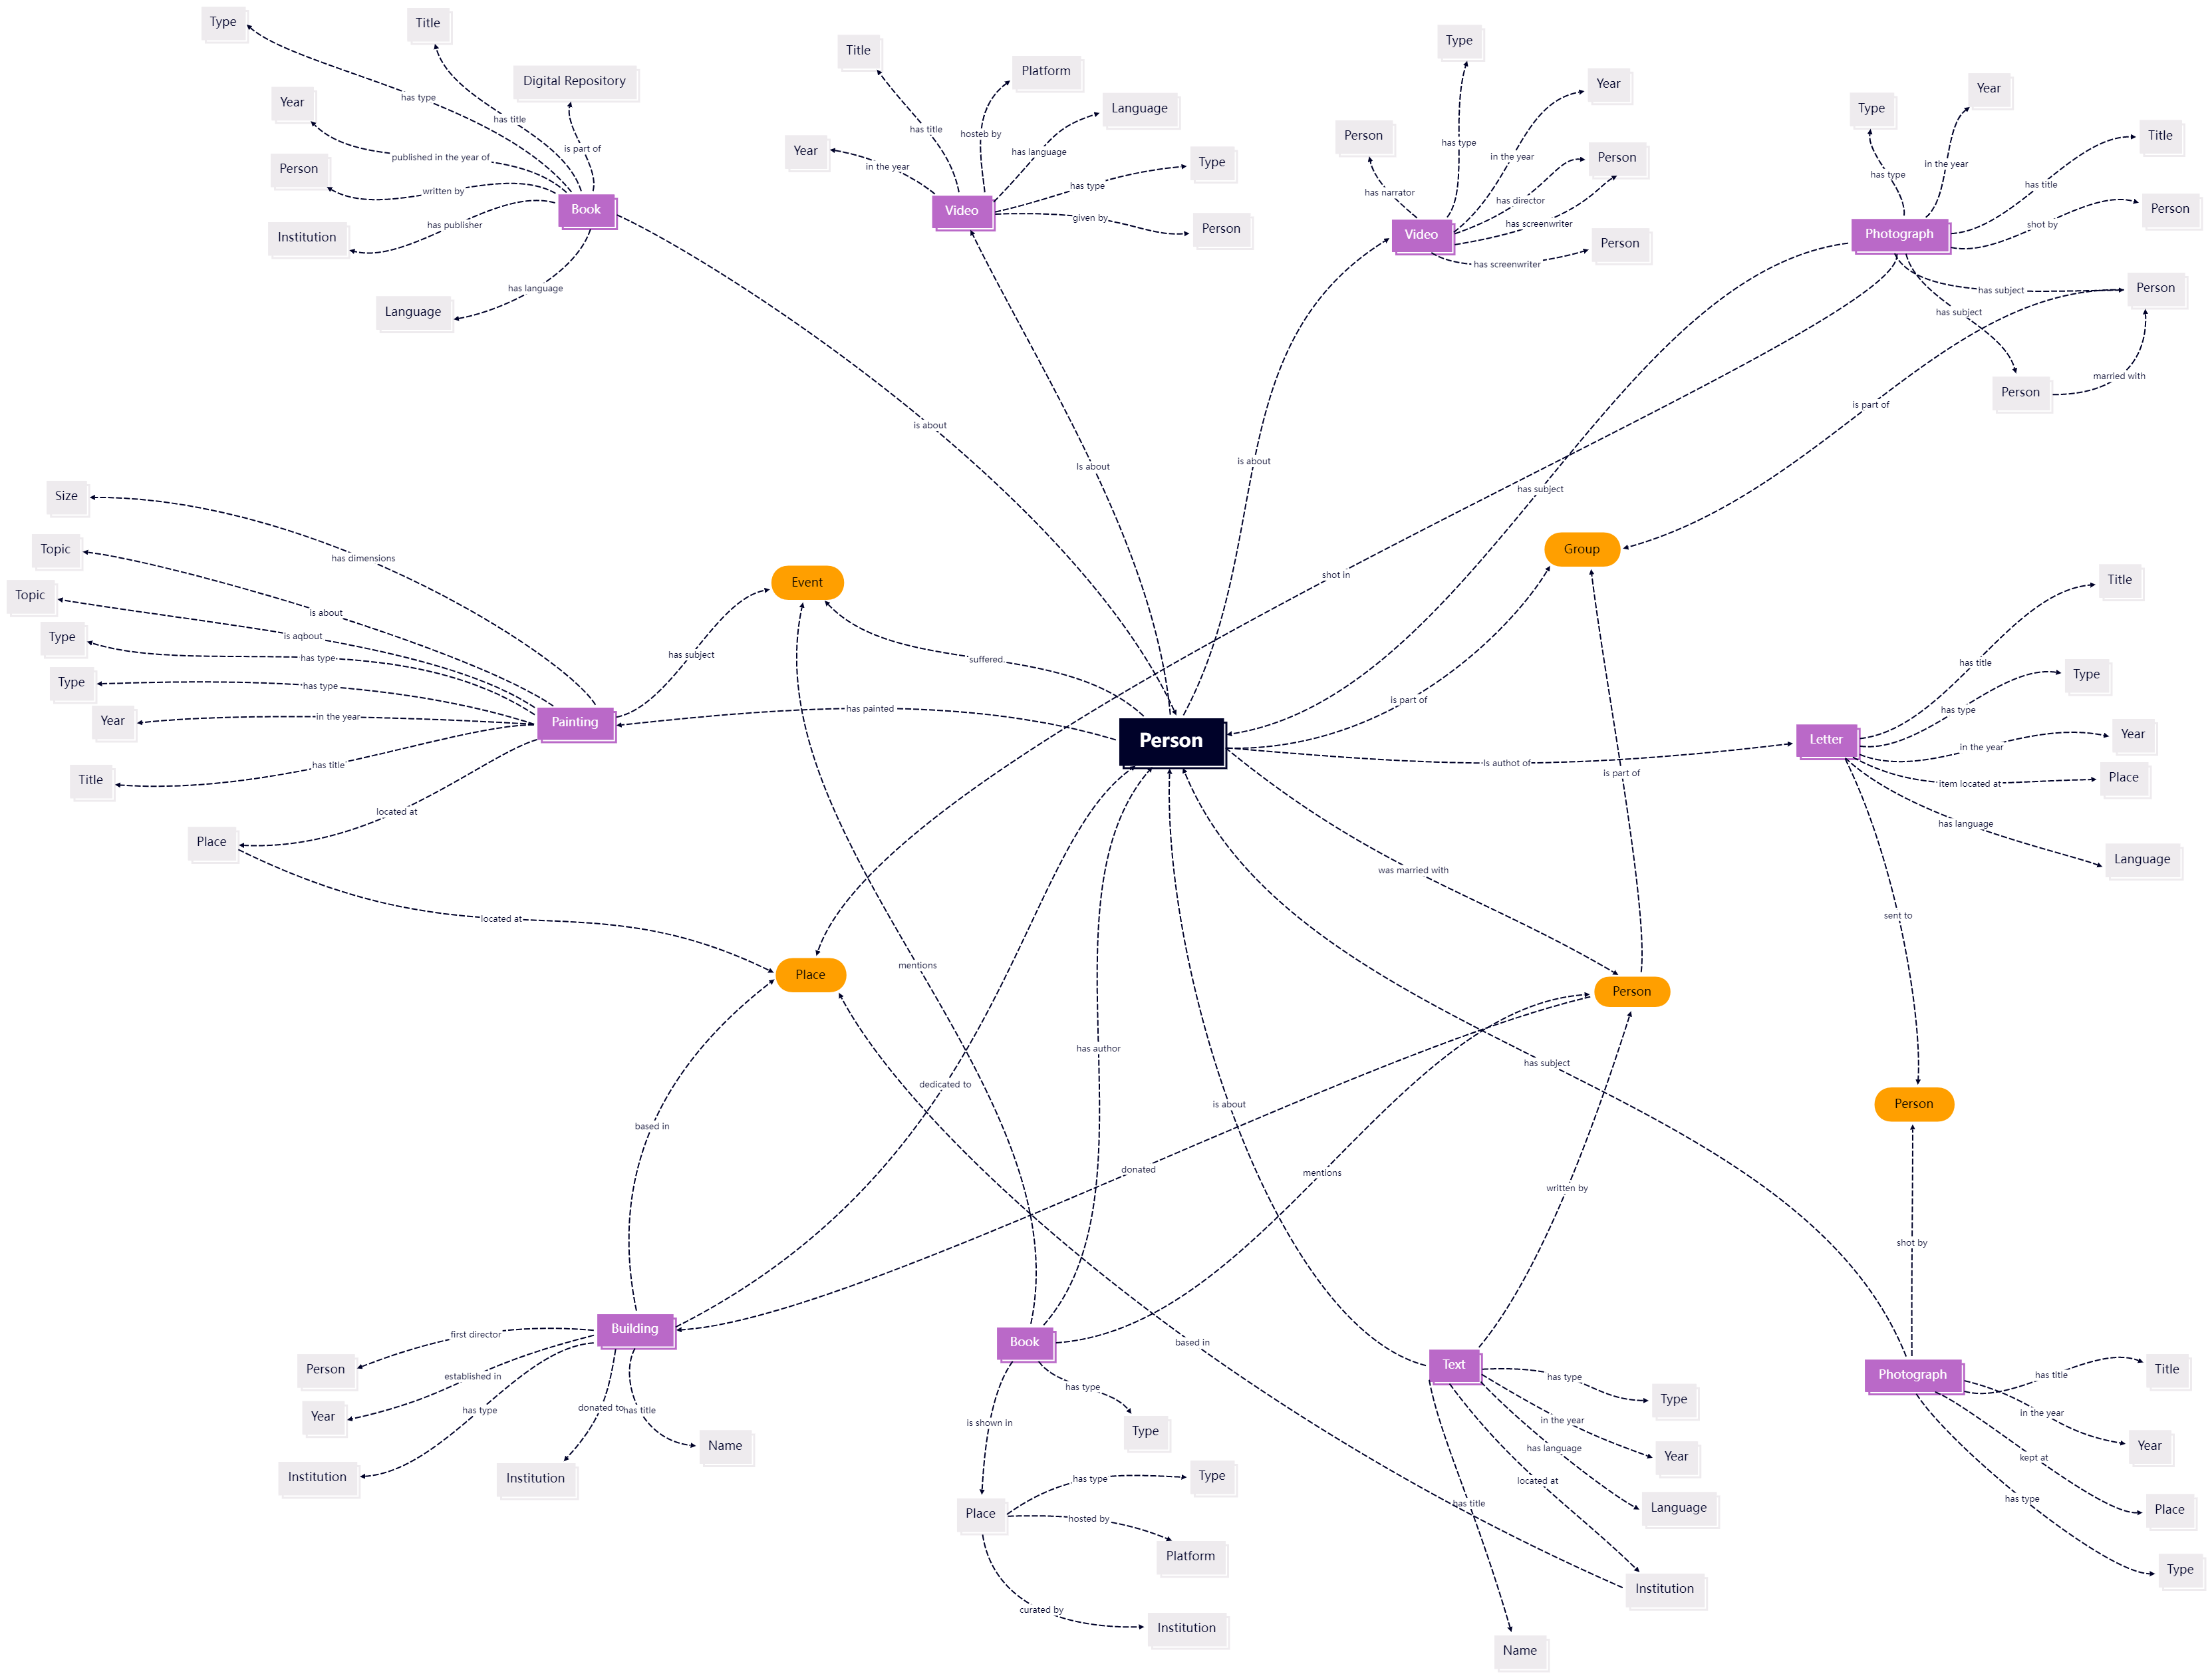 Type
Title
Digital Repository
Year
Person
Institution
Language
has type
has title
is part of
published in the year of
written by
has publisher
has language
Book
Title
Platform
Language
Year
Type
Person
has title
hosteb by
has language
in the year
has type
given by
Video
Type
Year
Person
Person
Person
has type
in the year
has narrator
has director
has screenwriter
has screenwriter
Video
Type
Year
Title
Person
Person
Person
has type
in the year
has title
shot by
has subject
has subject
married with
is part of
Photograph
is about
Is about
is about
has subject
shot in
Group
Event
Size
Topic
Topic
Type
Type
Year
Title
Place
has dimensions
is about
is aqbout
has type
has type
in the year
has title
located at
located at
Painting
has subject
suffered
has painted
Person
is part of
Is authot of
was married with
is part of
Letter
Title
Type
Year
Place
Language
has title
has type
in the year
item located at
has language
sent to
Place
Person
Person
mentions
has author
dedicated to
is about
has subject
based in
donated
mentions
written by
shot by
Building
first director
established in
has type
donated to
has title
Person
Year
Institution
Institution
Name
Book
has type
is shown in
Type
Place
has type
Type
hosted by
Platform
curated by
Institution
based in
Text
has type
in the year
has language
located at
has title
Type
Year
Language
Institution
Name
Photograph
has title
in the year
kept at
has type
Title
Year
Place
Type